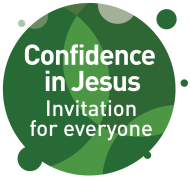 Confidence
in Jesus
Invitation
for everyone